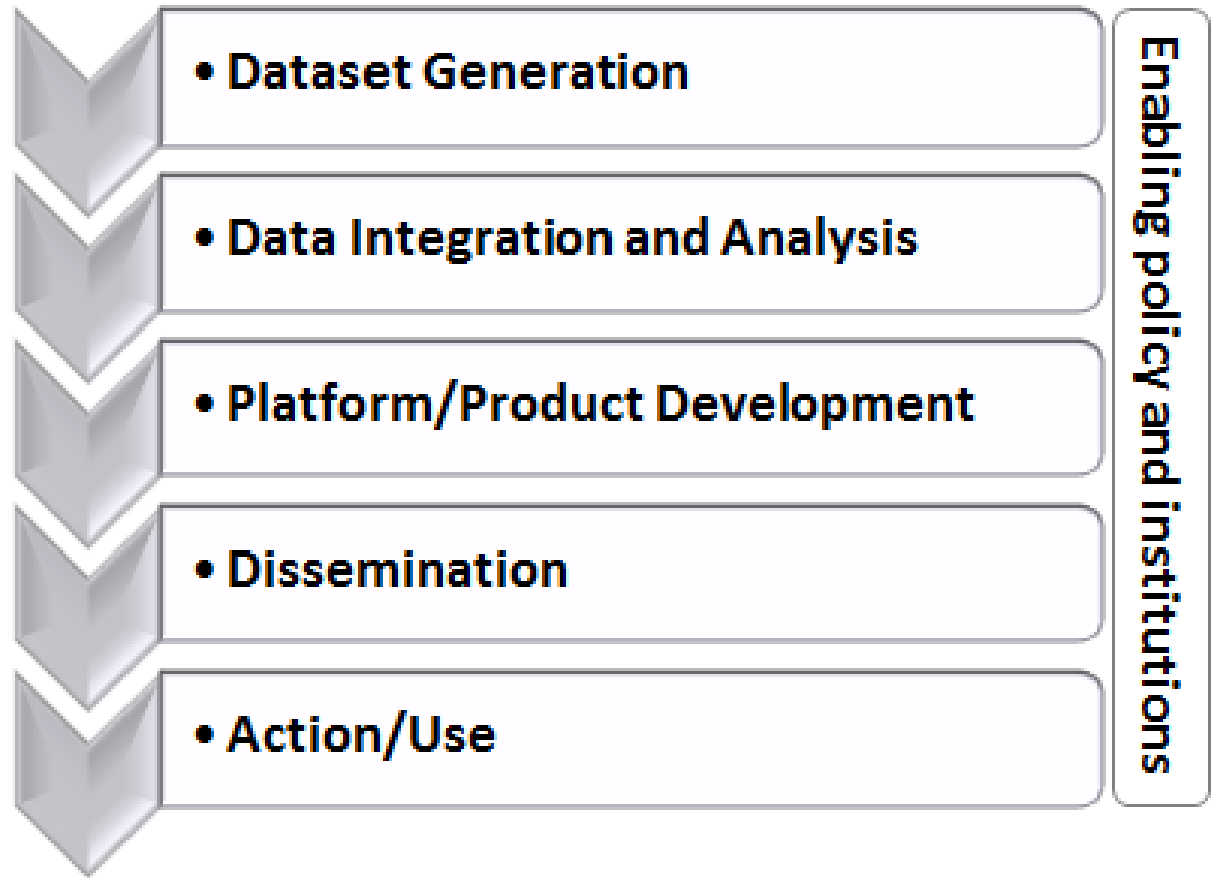 • Dataset Generation
• Data Integration and Analysis
• Platform/Product Development
• Dissemination
• Action/Use
Enabling policy and institutions